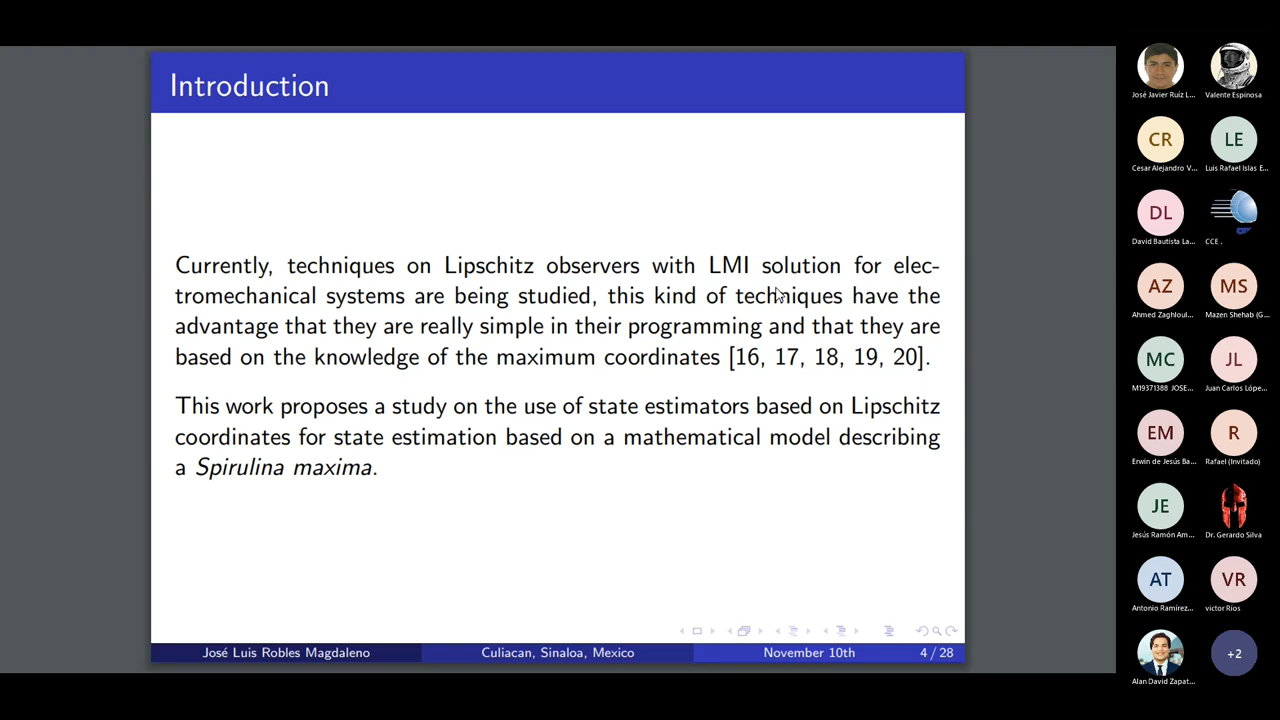 Introduction
Currently, techniques on Lipschitz observers with LMI solution for elec-
tromechanical systems are being studied, this kind of techniques have the
advantage that they are really simple in their programming and that they are
based on the knowledge of the maximum coordinates [16, 17, 18, 19, 20].
This work proposes a study on the use of state estimators based on Lipschitz
coordinates for state estimation based on a mathematical model describing
a Spirulina maxima.
José Luis Robles Magdaleno
Culiacan, Sinaloa, Mexico
November 10th
4 / 28
José Javier Ruíz L...
Valente Espinosa
CR
Cesar Alejandro V...
LE
Luis Rafael Islas E...
DL
David Bautista La...
CCE .
AZ
Ahmed Zaghloul...
MS
Mazen Shehab (G...
MC
M19371388 JOSE...
JL
Juan Carlos Lópe...
EM
Erwin de Jesús Ba...
R
Rafael (Invitado)
JE
Jesús Ramón Am...
Dr. Gerardo Silva
AT
Antonio Ramírez...
VR
victor Ríos
Alan David Zapat...
+2